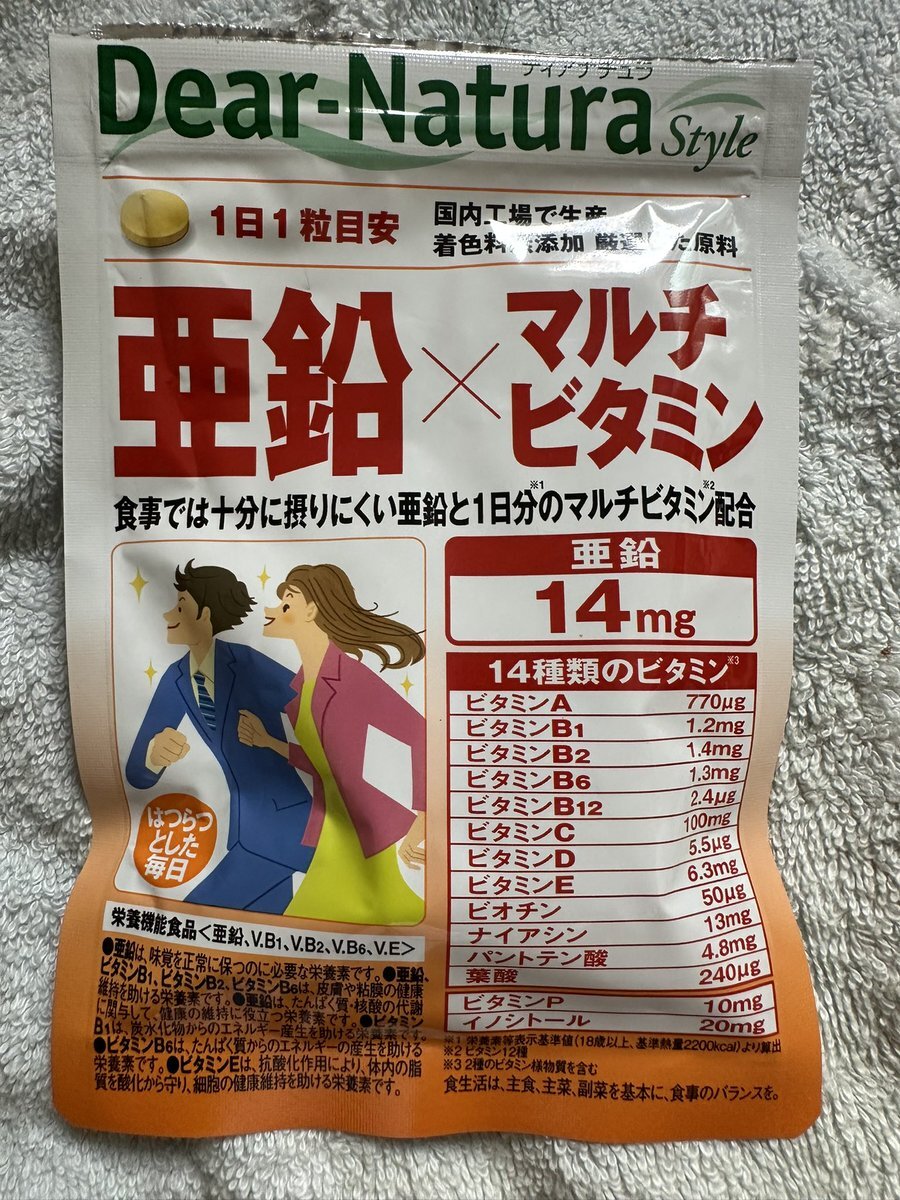 Dear-Natura
ディアナチュラ
Style
1日1粒目安
国内工場で生産
着色料無添加 厳選した原料
亜鉛×マルチビタミン
食事では十分に摂りにくい亜鉛と1日分※1のマルチビタミン※2配合
亜鉛
14mg
14種類のビタミン※3
ビタミンA 770μg
ビタミンB1 1.2mg
ビタミンB2 1.4mg
ビタミンB6 1.3mg
ビタミンB12 2.4μg
ビタミンC 100mg
ビタミンD 5.5μg
ビタミンE 6.3mg
ビオチン 50μg
ナイアシン 13mg
パントテン酸 4.8mg
葉酸 240μg
ビタミンP 10mg
イノシトール 20mg
はつらつ
とした
毎日
栄養機能食品<亜鉛、V.B1、V.B2、V.B6、V.E>
●亜鉛は、味覚を正常に保つのに必要な栄養素です。●亜鉛、
ビタミンB1、ビタミンB2、ビタミンB6は、皮膚や粘膜の健康
維持を助ける栄養素です。●亜鉛は、たんぱく質・核酸の代謝
に関与して、健康の維持に役立つ栄養素です。●ビタミン
B1は、炭水化物からのエネルギー産生を助ける栄養素です。
●ビタミンB6は、たんぱく質からのエネルギーの産生を助ける
栄養素です。●ビタミンEは、抗酸化作用により、体内の脂
質を酸化から守り、細胞の健康維持を助ける栄養素です。
※1 栄養素等表示基準値(18歳以上、基準熱量2200kcal)より算出
※2 ビタミン12種
※3 2種のビタミン様物質を含む
食生活は、主食、主菜、副菜を基本に、食事のバランスを。